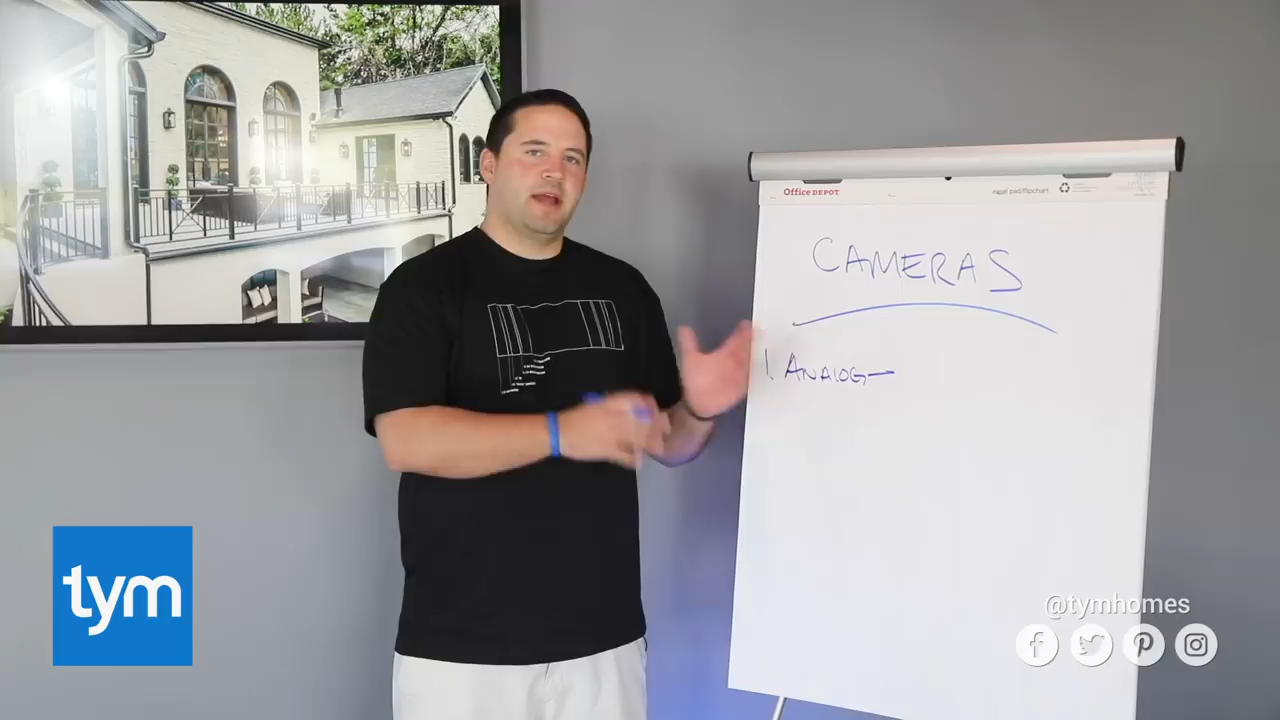 Office DEPOT
easel pad/flipchart
CAMERAS
1. ANALOG-
tym
@tymhomes